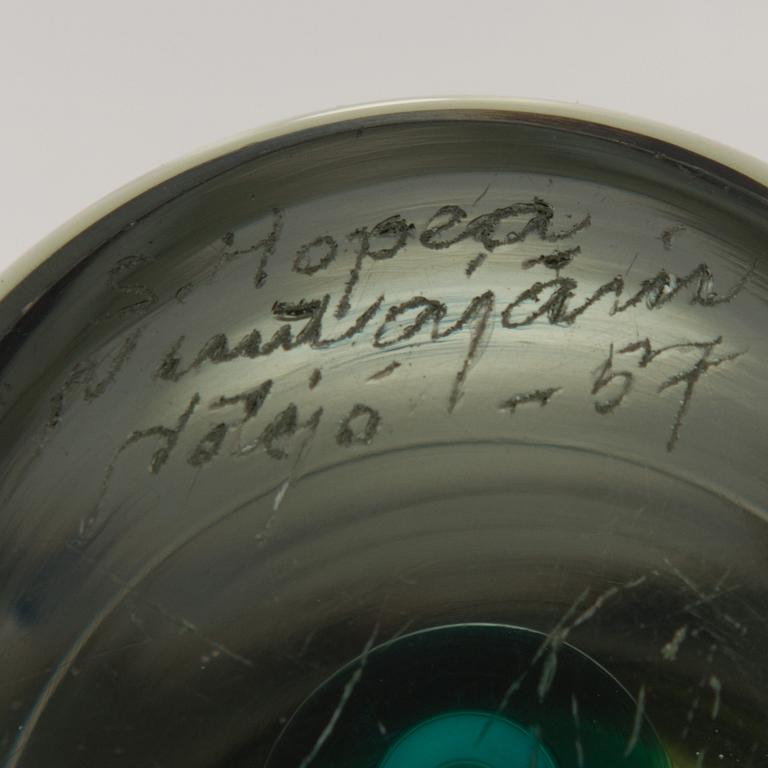 S. Hopea
Nuutajärvi
Notsjö -57